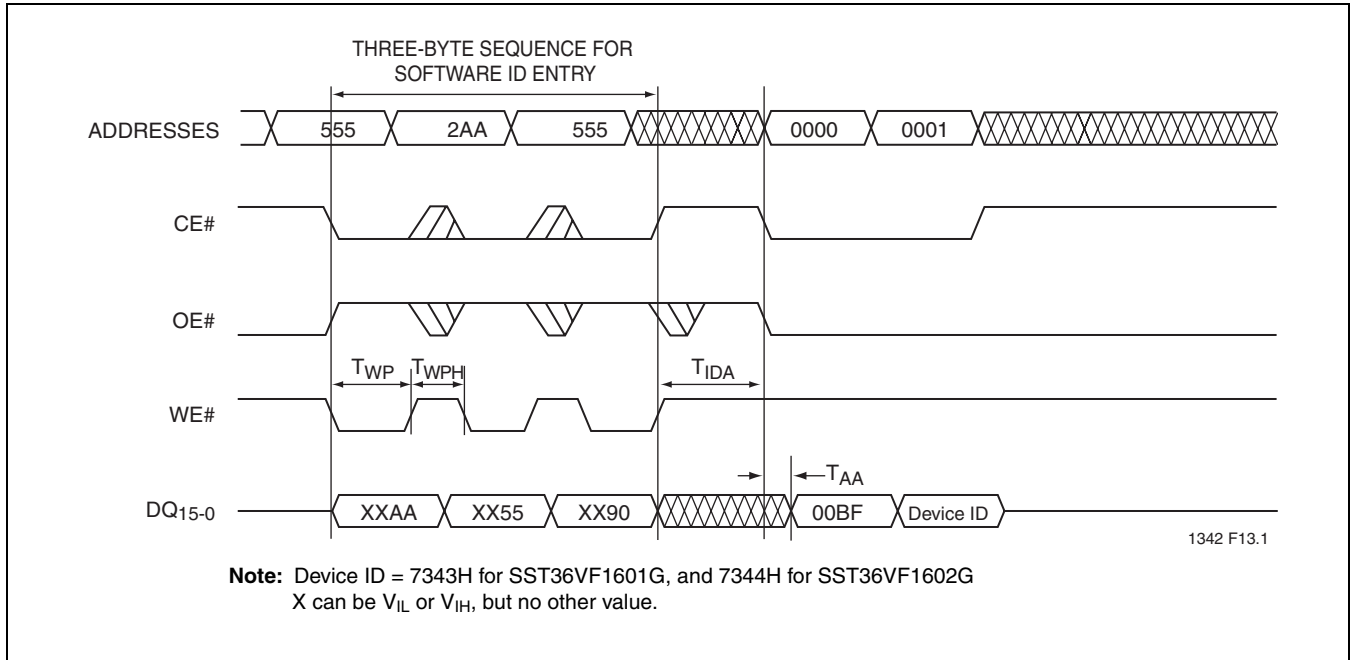 THREE-BYTE SEQUENCE FOR
SOFTWARE ID ENTRY
ADDRESSES 555 2AA 555 0000 0001
CE#
OE#
TWP TWPH TIDA
WE#
TAA
DQ15-0 XXAA XX55 XX90 00BF Device ID
1342 F13.1
Note: Device ID = 7343H for SST36VF1601G, and 7344H for SST36VF1602G
X can be VIL or VIH, but no other value.